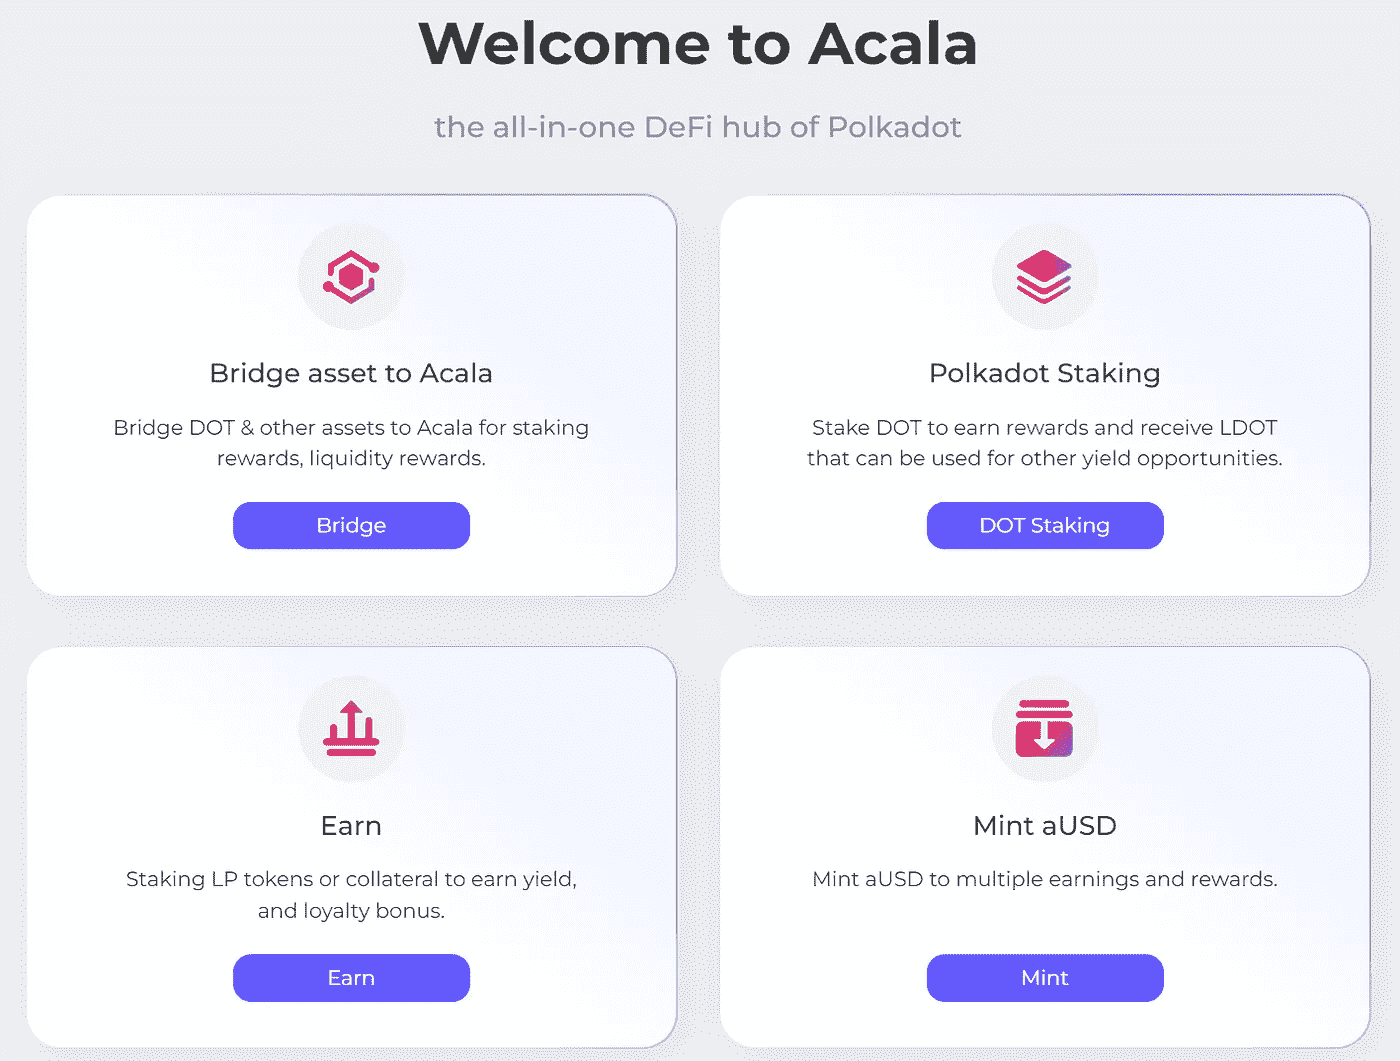 Welcome to Acala
the all-in-one DeFi hub of Polkadot
Bridge asset to Acala
Bridge DOT & other assets to Acala for staking
rewards, liquidity rewards.
Bridge
Polkadot Staking
Stake DOT to earn rewards and receive LDOT
that can be used for other yield opportunities.
DOT Staking
Earn
Staking LP tokens or collateral to earn yield,
and loyalty bonus.
Earn
Mint aUSD
Mint aUSD to multiple earnings and rewards.
Mint